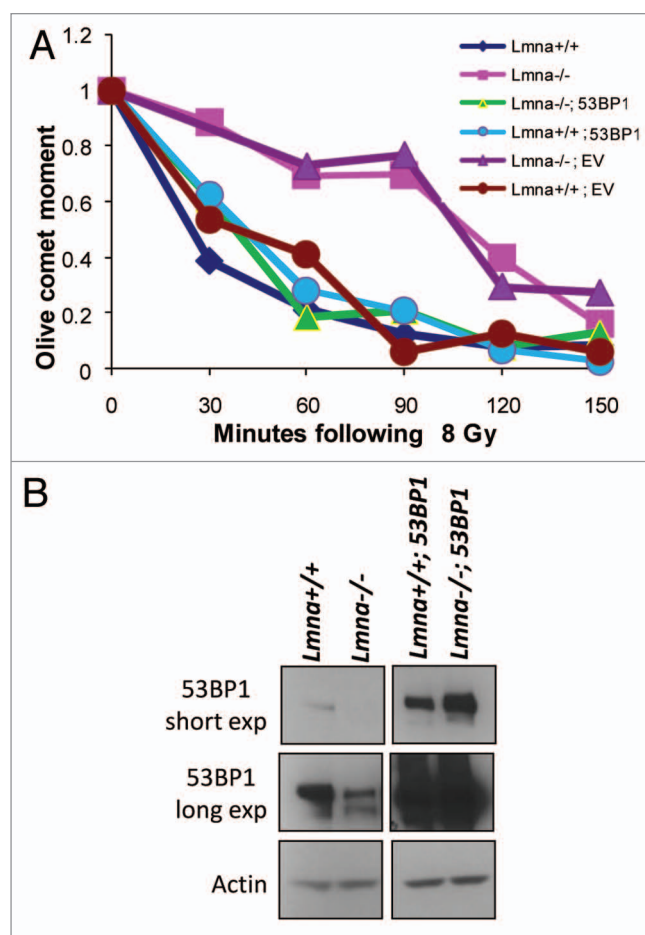 A
Olive comet moment
1.2
1
0.8
0.6
0.4
0.2
0
0
30
60
90
120
150
Minutes following 8 Gy
Lmna+/+
Lmna-/-
Lmna-/-; 53BP1
Lmna+/+ ; 53BP1
Lmna-/-; EV
Lmna+/+ ; EV
B
Lmna+/+
Lmna-/-
Lmna+/+; 53BP1
Lmna-/-; 53BP1
53BP1
short exp
53BP1
long exp
Actin